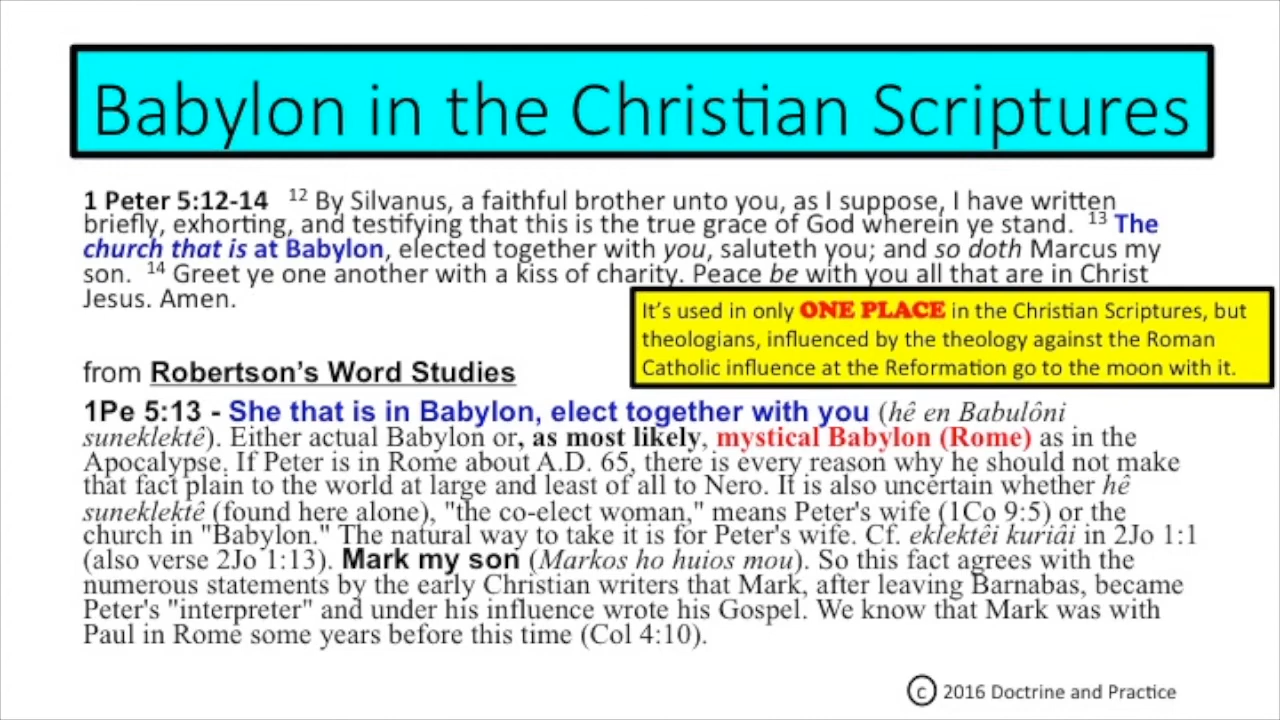 Babylon in the Christian Scriptures
1 Peter 5:12-14 12 By Silvanus, a faithful brother unto you, as I suppose, I have written
briefly, exhorting, and testifying that this is the true grace of God wherein ye stand. 13 The
church that is at Babylon, elected together with you, saluteth you; and so doth Marcus my
son. 14 Greet ye one another with a kiss of charity. Peace be with you all that are in Christ
Jesus. Amen.
It's used in only ONE PLACE in the Christian Scriptures, but
theologians, influenced by the theology against the Roman
Catholic influence at the Reformation go to the moon with it.
from Robertson's Word Studies
1Pe 5:13 - She that is in Babylon, elect together with you (hê en Babulôni
suneklektê). Either actual Babylon or, as most likely, mystical Babylon (Rome) as in the
Apocalypse. If Peter is in Rome about A.D. 65, there is every reason why he should not make
that fact plain to the world at large and least of all to Nero. It is also uncertain whether hê
suneklektê (found here alone), "the co-elect woman," means Peter's wife (1Co 9:5) or the
church in "Babylon." The natural way to take it is for Peter's wife. Cf. eklektêi kuriâi in 2Jo 1:1
(also verse 2Jo 1:13). Mark my son (Markos ho huios mou). So this fact agrees with the
numerous statements by the early Christian writers that Mark, after leaving Barnabas, became
Peter's "interpreter" and under his influence wrote his Gospel. We know that Mark was with
Paul in Rome some years before this time (Col 4:10).
© 2016 Doctrine and Practice